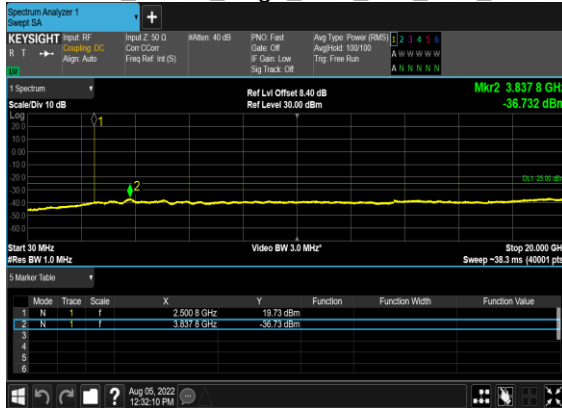 Spectrum Analyzer 1
Swept SA
+
KEYSIGHT Input: RF Input Z: 50 Ω #Atten: 40 dB PNO: Fast Avg Type: Power (RMS) 1 2 3 4 5 6
R T Coupling: DC Corr CCorr Gate: Off Avg|Hold: 100/100 A W W W W W
Align: Auto Freq Ref: Int (S) IF Gain: Low Trig: Free Run
LU Sig Track: Off A N N N N N
1 Spectrum Ref Lvl Offset 8.40 dB Mkr2 3.837 8 GHz
Scale/Div 10 dB Ref Level 30.00 dBm -36.732 dBm
Log
20.0
10.0
0.00
-10.0
-20.0
-30.0
-40.0
-50.0
-60.0
1
2
DL1 -25.00 dBm
Start 30 MHz Video BW 3.0 MHz* Stop 20.000 GHz
#Res BW 1.0 MHz Sweep ~38.3 ms (40001 pts)
5 Marker Table
Mode Trace Scale X Y Function Function Width Function Value
1 N 1 f 2.500 8 GHz 19.73 dBm
2 N 1 f 3.837 8 GHz -36.73 dBm
3
4
5
6
? Aug 05, 2022
12:32:10 PM